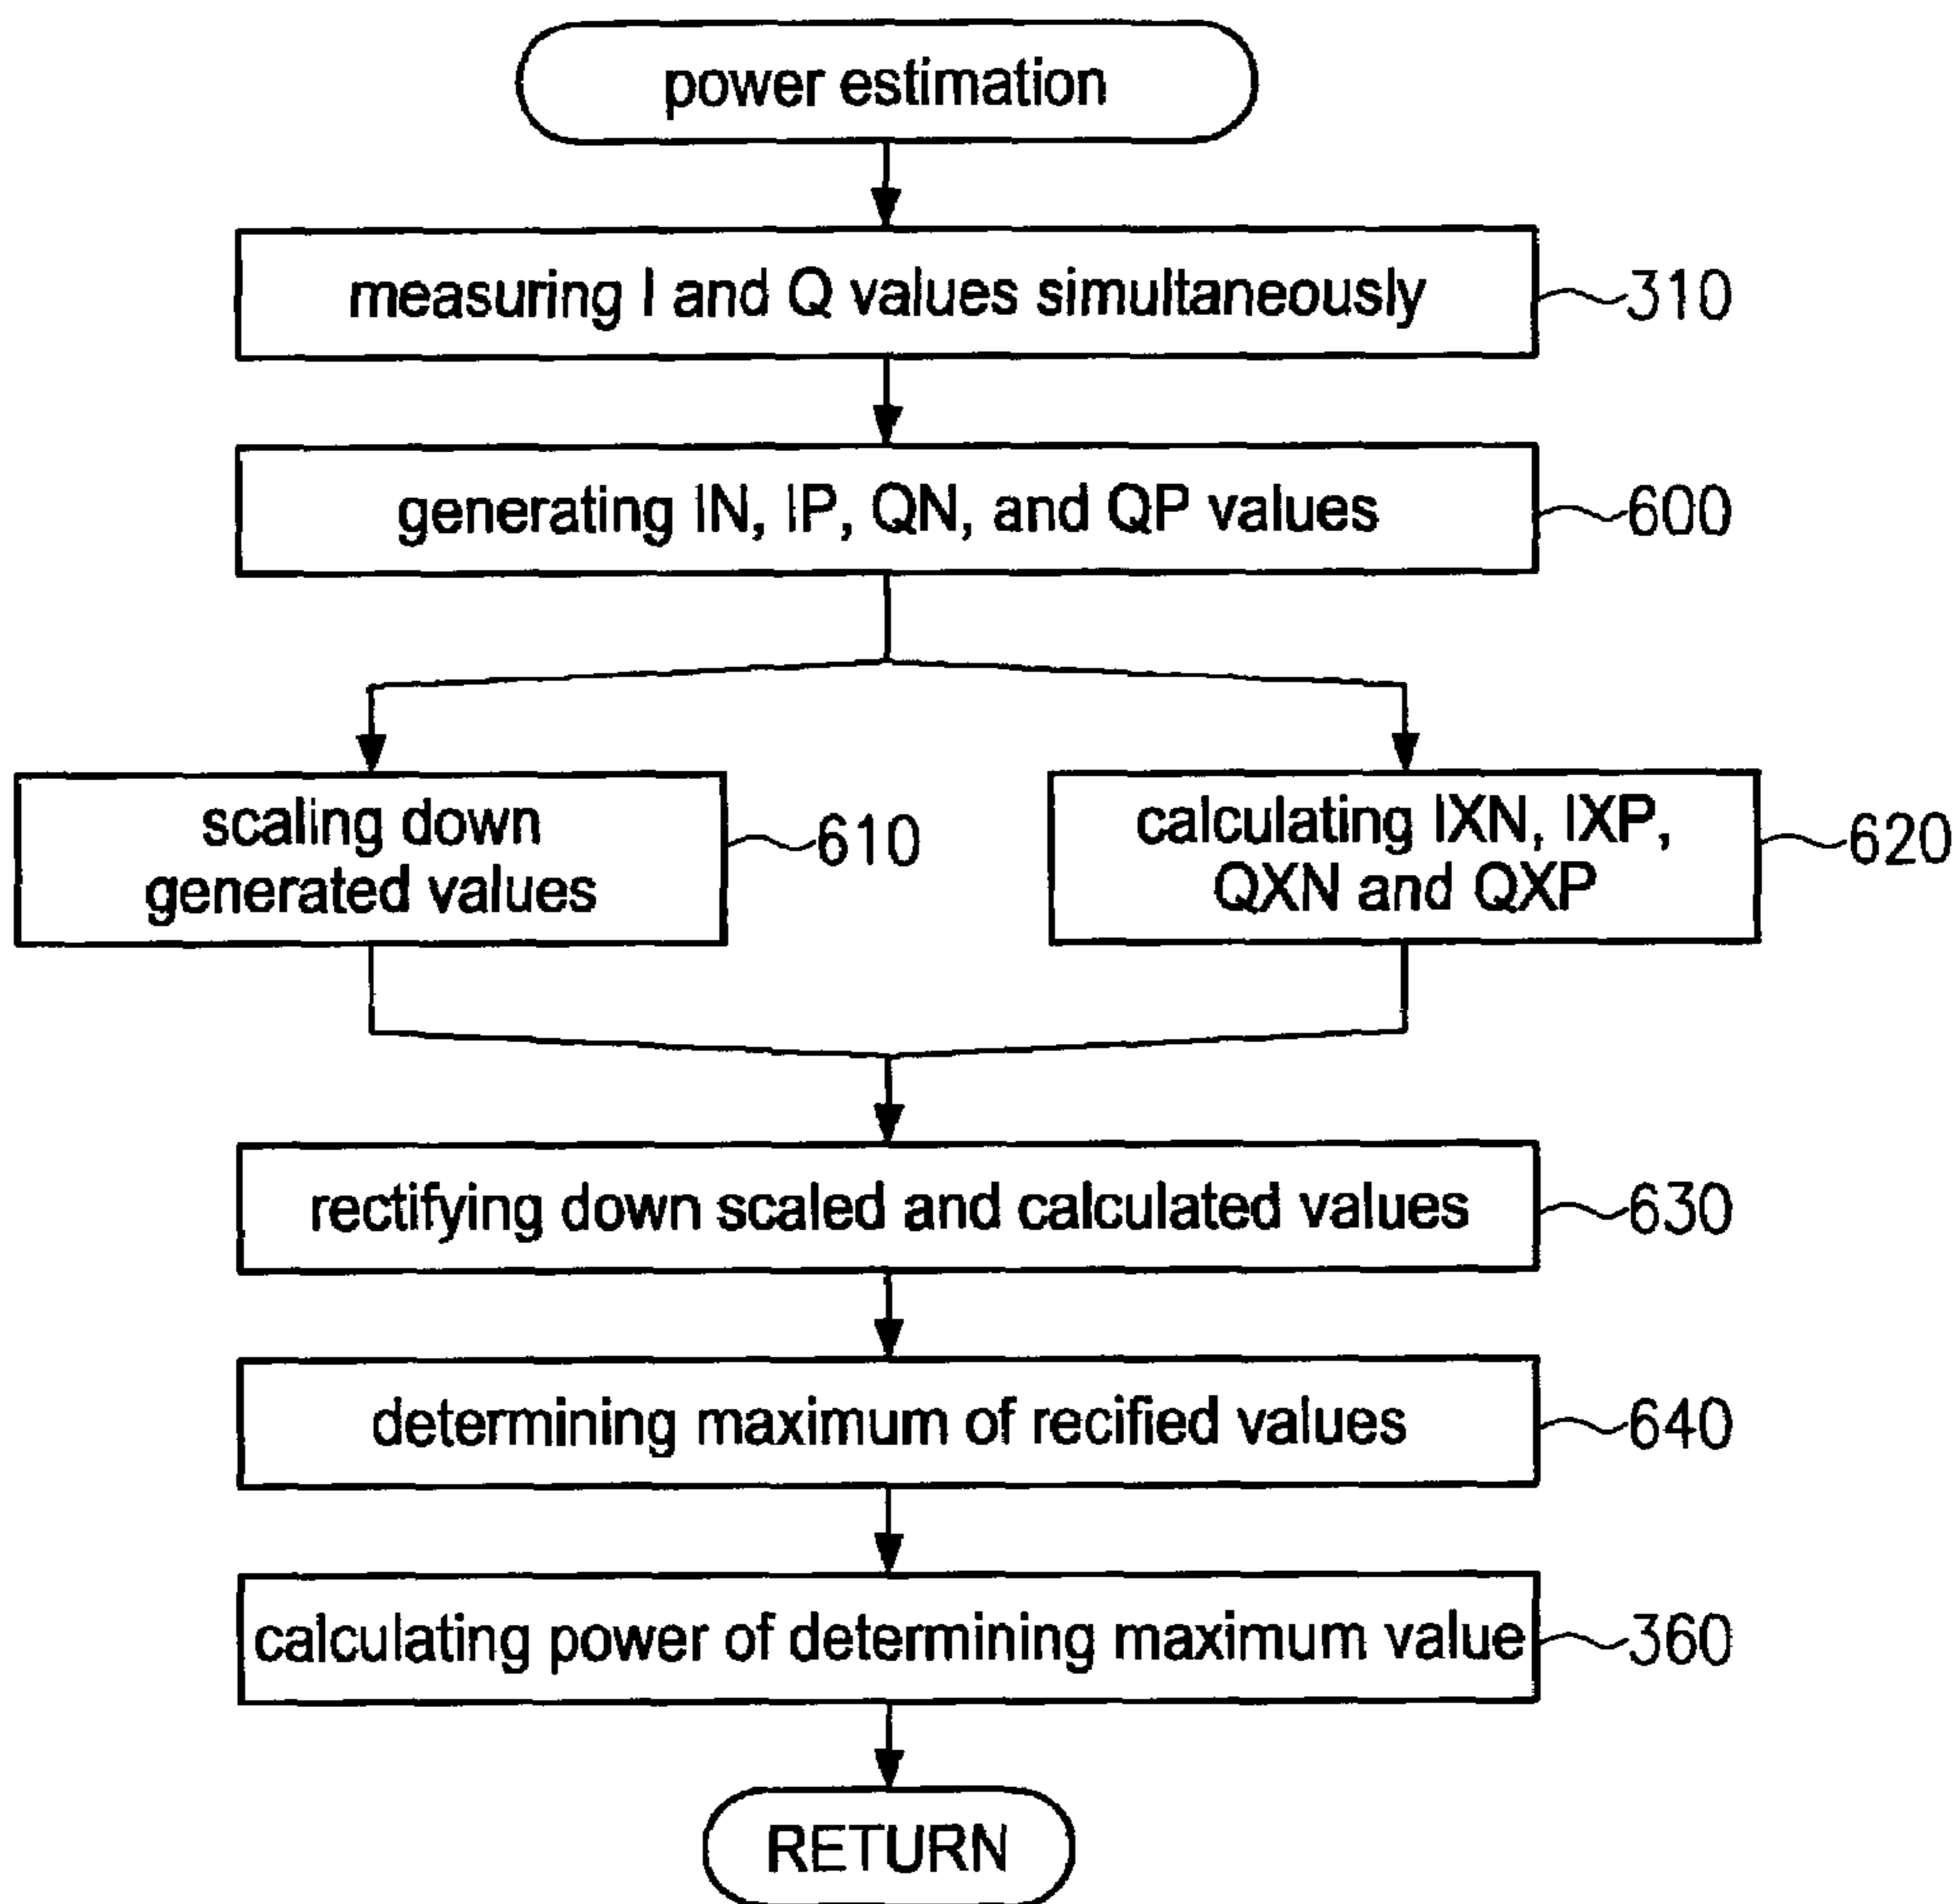 power estimation
measuring I and Q values simultaneously
310
generating IN, IP, QN, and QP values
600
scaling down
generated values
610
calculating IXN, IXP,
QXN and QXP
620
rectifying down scaled and calculated values
630
determining maximum of recified values
640
calculating power of determining maximum value
360
RETURN